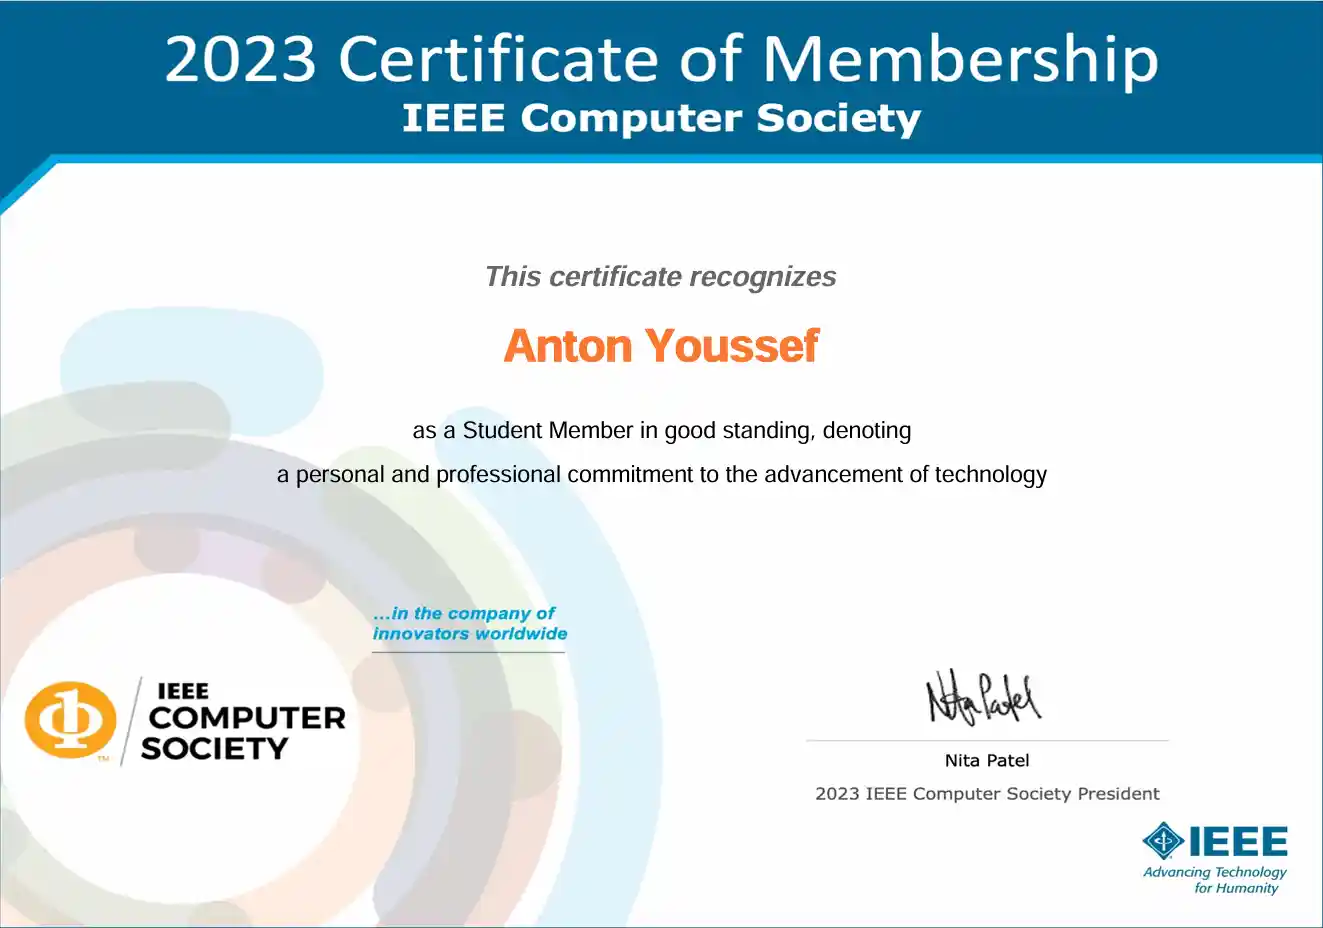 2023 Certificate of Membership
IEEE Computer Society
This certificate recognizes
Anton Youssef
as a Student Member in good standing, denoting
a personal and professional commitment to the advancement of technology
...in the company of
innovators worldwide
IEEE
COMPUTER
SOCIETY
TM
Nita Patel
Nita Patel
2023 IEEE Computer Society President
IEEE
Advancing Technology
for Humanity